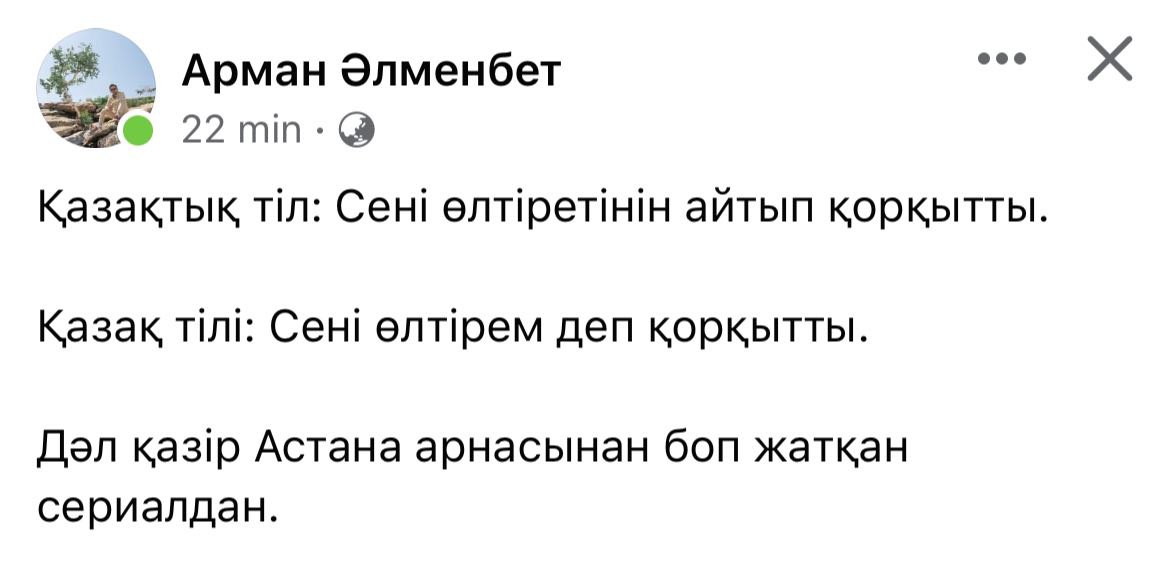 Арман Әлменбет
22 min ·
Қазақтық тіл: Сені өлтіретінін айтып қорқытты.
Қазақ тілі: Сені өлтірем деп қорқытты.
Дәл қазір Астана арнасынан боп жатқан
сериалдан.